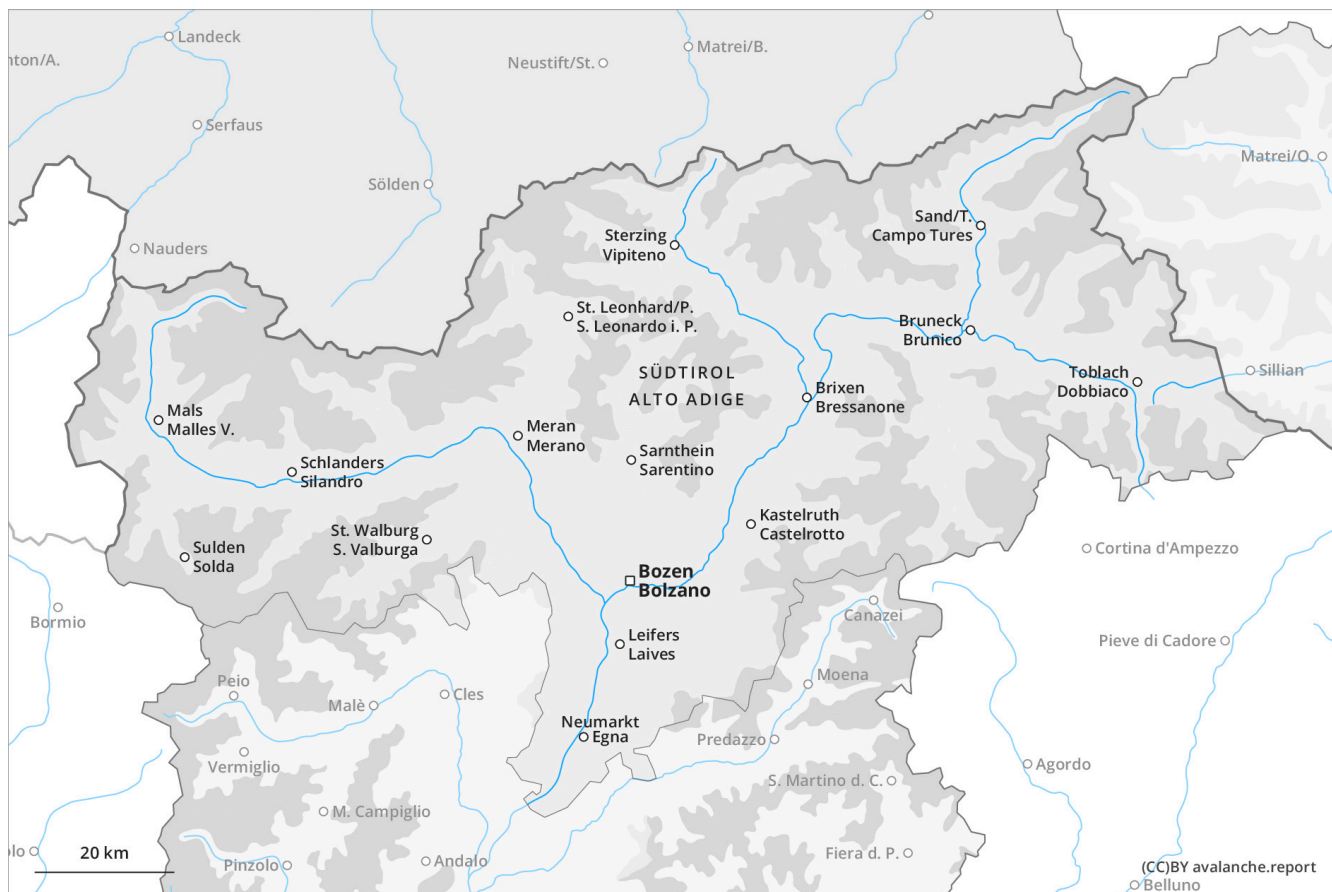 Landeck
Matrei/B.
nton/A.
Neustift/St.
Serfaus
Matrei/O.
Sölden
Sand/T.
Campo Tures
Sterzing
Vipiteno
Nauders
St. Leonhard/P.
S. Leonardo i. P.
Bruneck
Brunico
SÜDTIROL
ALTO ADIGE
Toblach
Dobbiaco
Sillian
Brixen
Bressanone
Mals
Malles V.
Meran
Merano
Sarnthein
Sarentino
Schlanders
Silandro
Kastelruth
Castelrotto
St. Walburg
S. Valburga
Sulden
Solda
Cortina d'Ampezzo
Bozen
Bolzano
Bormio
Canazei
Leifers
Laives
Pieve di Cadore
Peio
Moena
Malè
Cles
Neumarkt
Egna
Predazzo
Vermiglio
Agordo
S. Martino d. C.
M. Campiglio
olo
20 km
Pinzolo
Andalo
Fiera d. P.
(CC)BY avalanche.report
Belluno